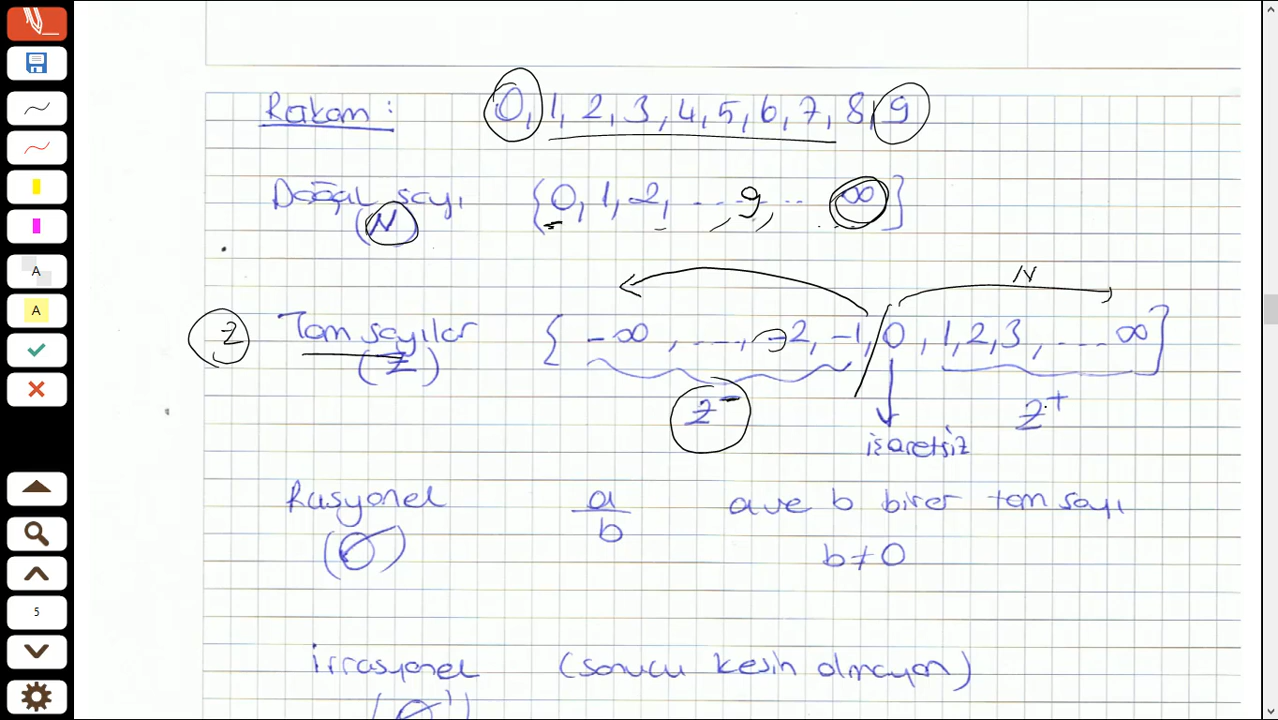 Rakam : 0, 1, 2, 3, 4, 5, 6, 7, 8, 9
Doğal sayı {0, 1, 2, ... 9, .. ∞}
(N)
N
Z Tam sayılar { -∞, ...., -2, -1, 0, 1, 2, 3, .... ∞}
(Z)
Z⁻ Z⁺
işaretsiz
Rasyonel a/b a ve b birer tam sayı
(Q) b≠0
irrasyonel (sonucu kesin olmayan)
(Q')
A
A
5